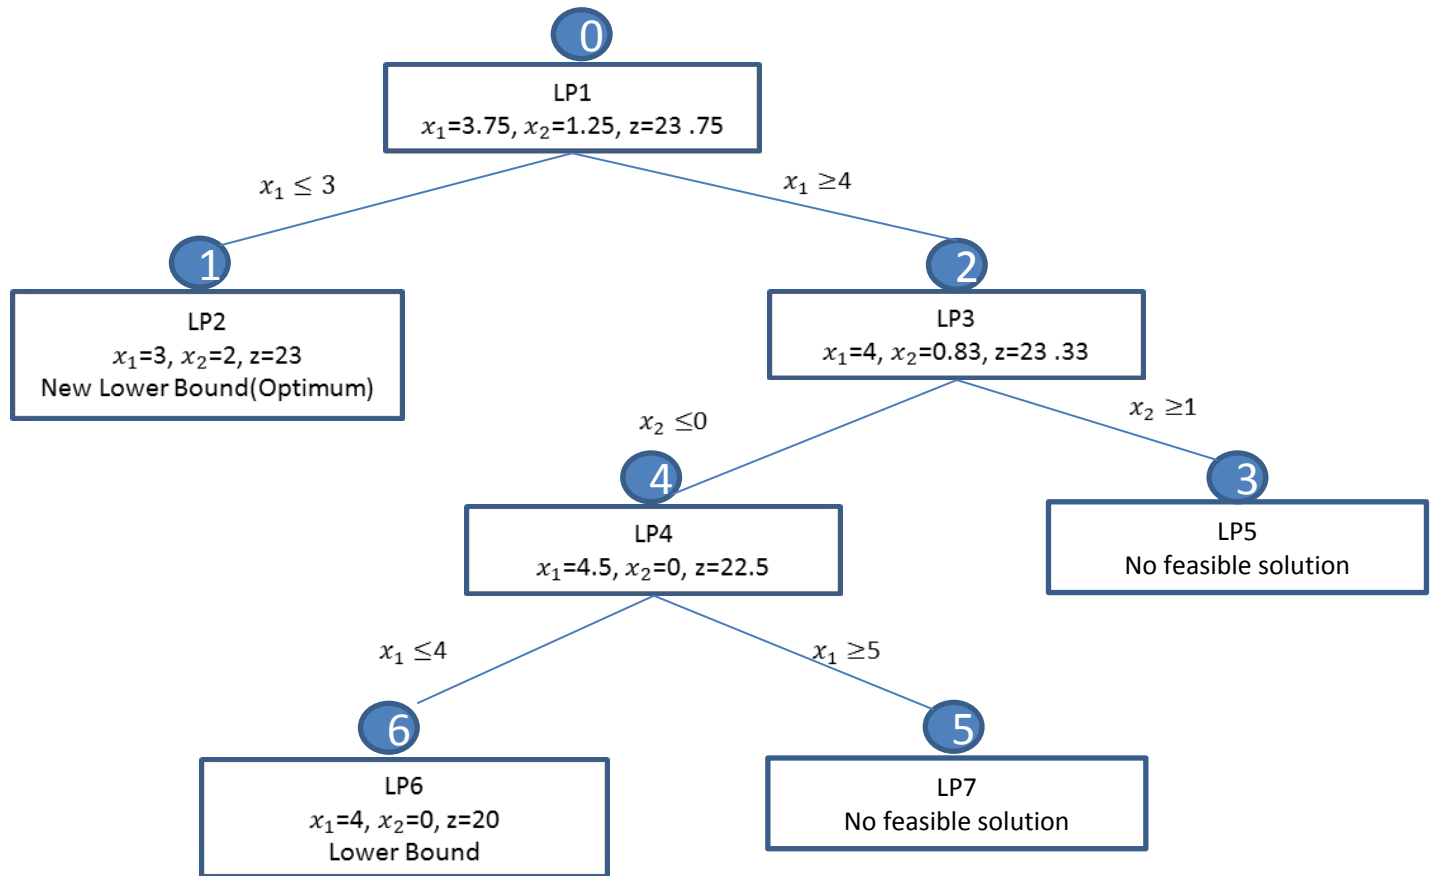 0
LP1
x₁=3.75, x₂=1.25, z=23 .75
x₁ ≤ 3
x₁ ≥4
1
LP2
x₁=3, x₂=2, z=23
New Lower Bound(Optimum)
2
LP3
x₁=4, x₂=0.83, z=23 .33
x₂ ≤0
x₂ ≥1
4
LP4
x₁=4.5, x₂=0, z=22.5
3
LP5
No feasible solution
x₁ ≤4
x₁ ≥5
6
LP6
x₁=4, x₂=0, z=20
Lower Bound
5
LP7
No feasible solution